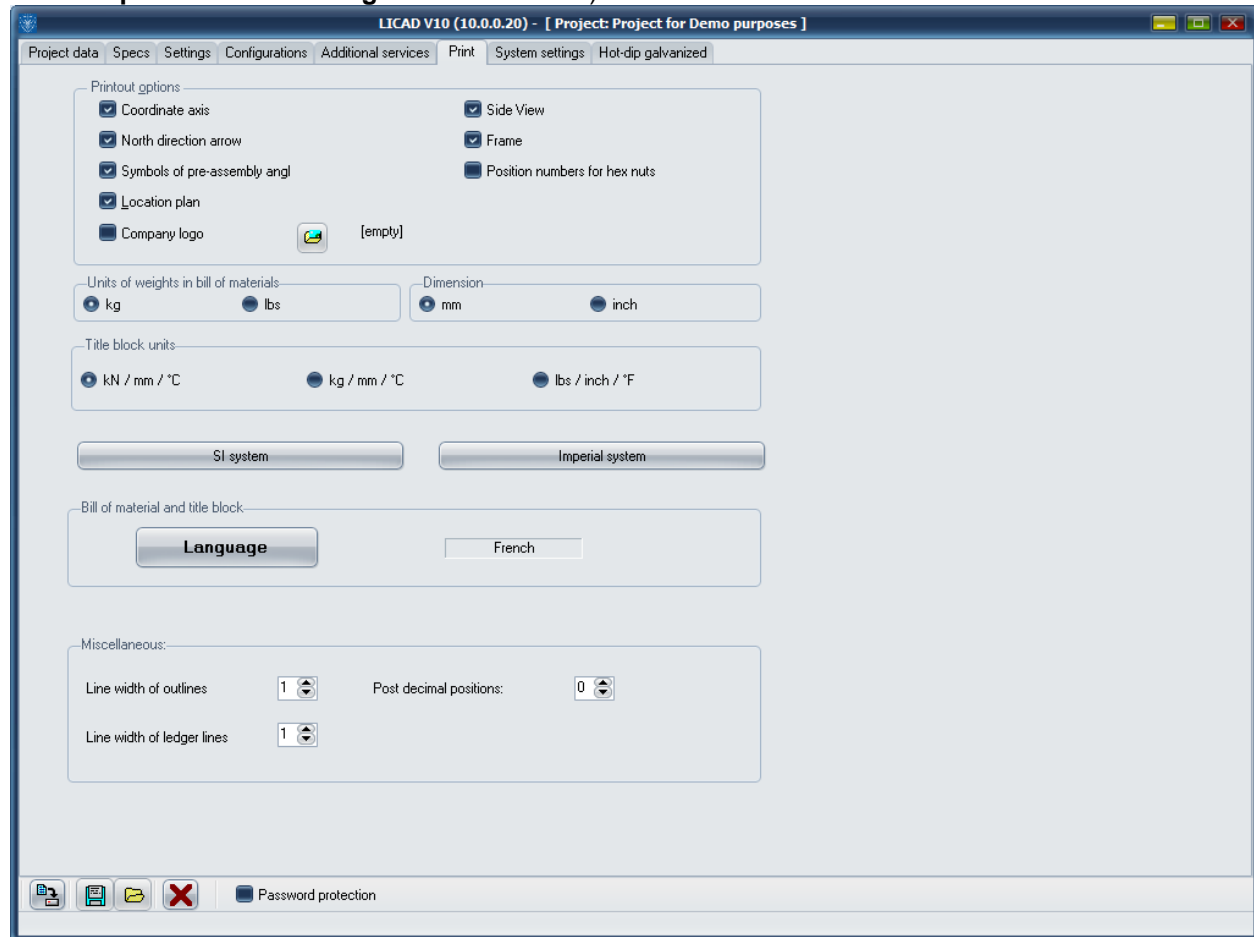 LICAD V10 (10.0.0.20) - [ Project: Project for Demo purposes ]
Project data Specs Settings Configurations Additional services Print System settings Hot-dip galvanized
Printout options
Coordinate axis Side View
North direction arrow Frame
Symbols of pre-assembly angl Position numbers for hex nuts
Location plan
Company logo [empty]
Units of weights in bill of materials Dimension
kg lbs mm inch
Title block units
kN / mm / °C kg / mm / °C lbs / inch / °F
SI system Imperial system
Bill of material and title block
Language French
Miscellaneous:
Line width of outlines 1 Post decimal positions: 0
Line width of ledger lines 1
Password protection